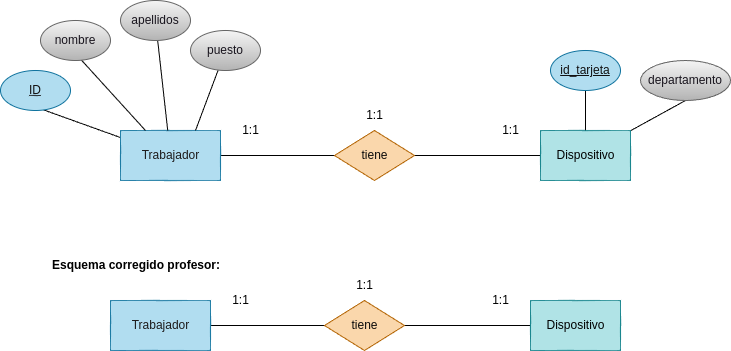 apellidos
nombre
puesto
ID
id_tarjeta
departamento
1:1
1:1
1:1
Trabajador
tiene
Dispositivo
Esquema corregido profesor:
1:1
1:1
1:1
Trabajador
tiene
Dispositivo